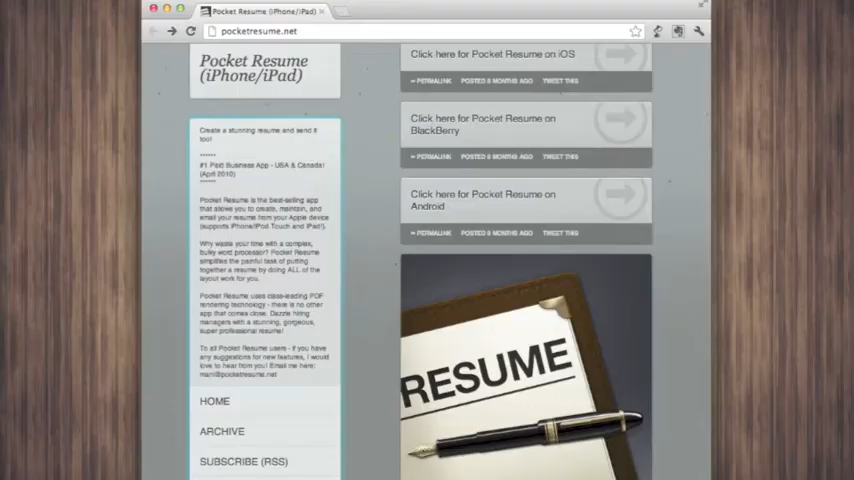 Pocket Resume (iPhone/iPad)
pocketresume.net
Pocket Resume
(iPhone/iPad)
Create a stunning resume and send it
too!
******
#1 Paid Business App - USA & Canada!
(April 2010)
******
Pocket Resume is the best-selling app
that allows you to create, maintain, and
email your resume from your Apple device
(supports iPhone/iPod Touch and iPad!).
Why waste your time with a complex,
bulky word processor? Pocket Resume
simplifies the painful task of putting
together a resume by doing ALL of the
layout work for you.
Pocket Resume uses class-leading PDF
rendering technology - there is no other
app that comes close. Dazzle hiring
managers with a stunning, gorgeous,
super professional resume!
To all Pocket Resume users - if you have
any suggestions for new features, I would
love to hear from you! Email me here:
mani@pocketresume.net
HOME
ARCHIVE
SUBSCRIBE (RSS)
Click here for Pocket Resume on iOS
∞ PERMALINK POSTED 8 MONTHS AGO TWEET THIS
Click here for Pocket Resume on
BlackBerry
∞ PERMALINK POSTED 8 MONTHS AGO TWEET THIS
Click here for Pocket Resume on
Android
∞ PERMALINK POSTED 8 MONTHS AGO TWEET THIS
RESUME